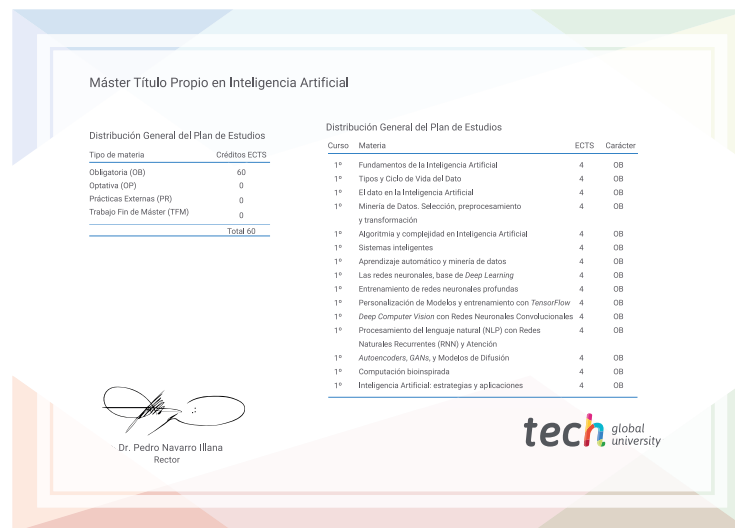 Máster Título Propio en Inteligencia Artificial
Distribución General del Plan de Estudios
Tipo de materia Créditos ECTS
Obligatoria (OB) 60
Optativa (OP) 0
Prácticas Externas (PR) 0
Trabajo Fin de Máster (TFM) 0
Total 60
Distribución General del Plan de Estudios
Curso Materia ECTS Carácter
1º Fundamentos de la Inteligencia Artificial 4 OB
1º Tipos y Ciclo de Vida del Dato 4 OB
1º El dato en la Inteligencia Artificial 4 OB
1º Minería de Datos. Selección, preprocesamiento 4 OB
y transformación
1º Algoritmia y complejidad en Inteligencia Artificial 4 OB
1º Sistemas inteligentes 4 OB
1º Aprendizaje automático y minería de datos 4 OB
1º Las redes neuronales, base de Deep Learning 4 OB
1º Entrenamiento de redes neuronales profundas 4 OB
1º Personalización de Modelos y entrenamiento con TensorFlow 4 OB
1º Deep Computer Vision con Redes Neuronales Convolucionales 4 OB
1º Procesamiento del lenguaje natural (NLP) con Redes 4 OB
Naturales Recurrentes (RNN) y Atención
1º Autoencoders, GANs, y Modelos de Difusión 4 OB
1º Computación bioinspirada 4 OB
1º Inteligencia Artificial: estrategias y aplicaciones 4 OB
Dr. Pedro Navarro Illana
Rector
tech global
university